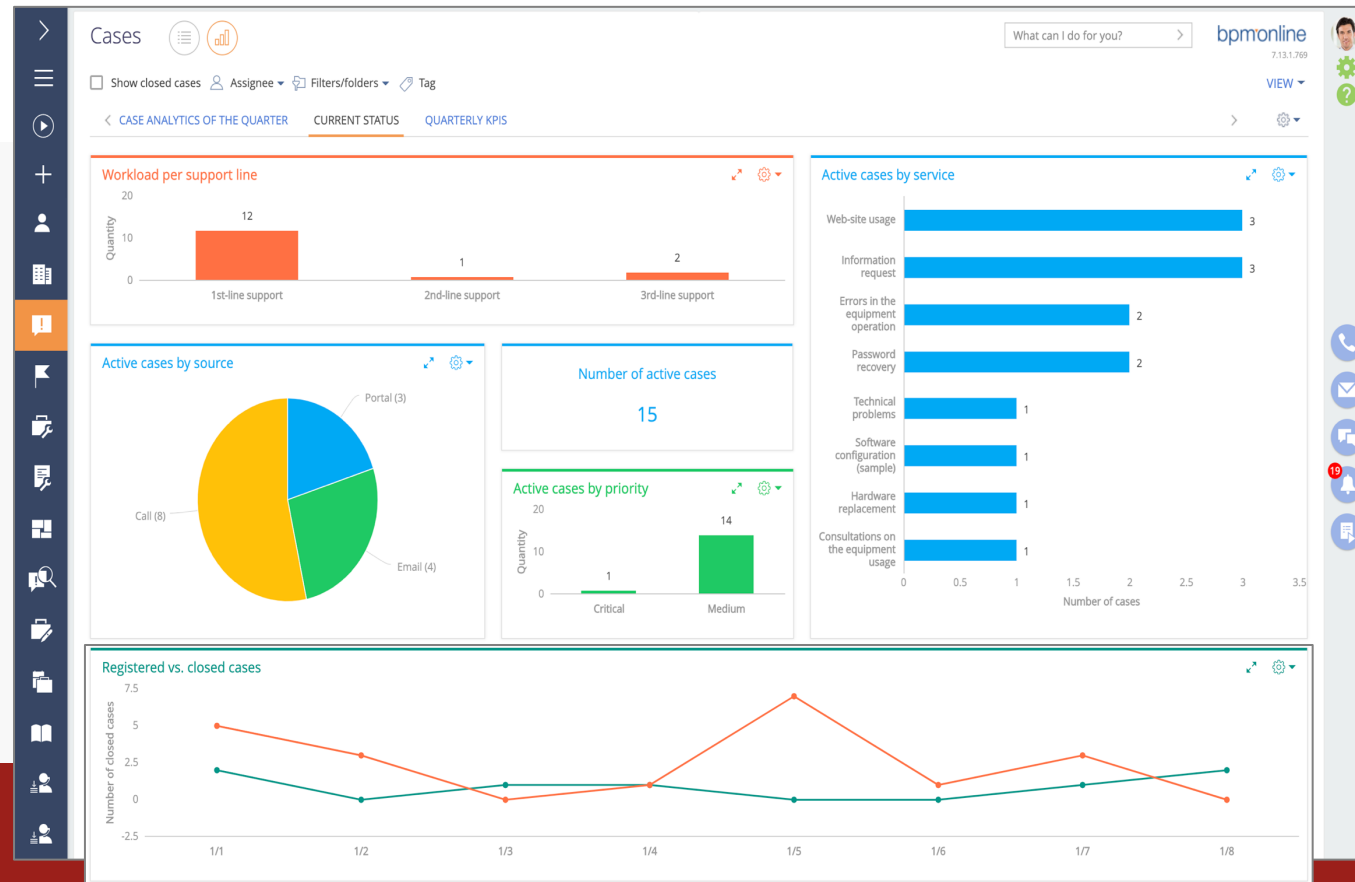 Cases
What can I do for you?
bpm'online
7.13.1.769
Show closed cases
Assignee
Filters/folders
Tag
VIEW
CASE ANALYTICS OF THE QUARTER
CURRENT STATUS
QUARTERLY KPIS
Workload per support line
20
10
0
Quantity
12
1
2
1st-line support
2nd-line support
3rd-line support
Active cases by service
Web-site usage
3
Information
request
3
Errors in the
equipment
operation
2
Password
recovery
2
Technical
problems
1
Software
configuration
(sample)
1
Hardware
replacement
1
Consultations on
the equipment
usage
1
0
0.5
1
1.5
2
2.5
3
3.5
Number of cases
Active cases by source
Portal (3)
Call (8)
Email (4)
Number of active cases
15
Active cases by priority
20
10
0
Quantity
1
14
Critical
Medium
19
Registered vs. closed cases
7.5
5
2.5
0
-2.5
Number of closed cases
1/1
1/2
1/3
1/4
1/5
1/6
1/7
1/8